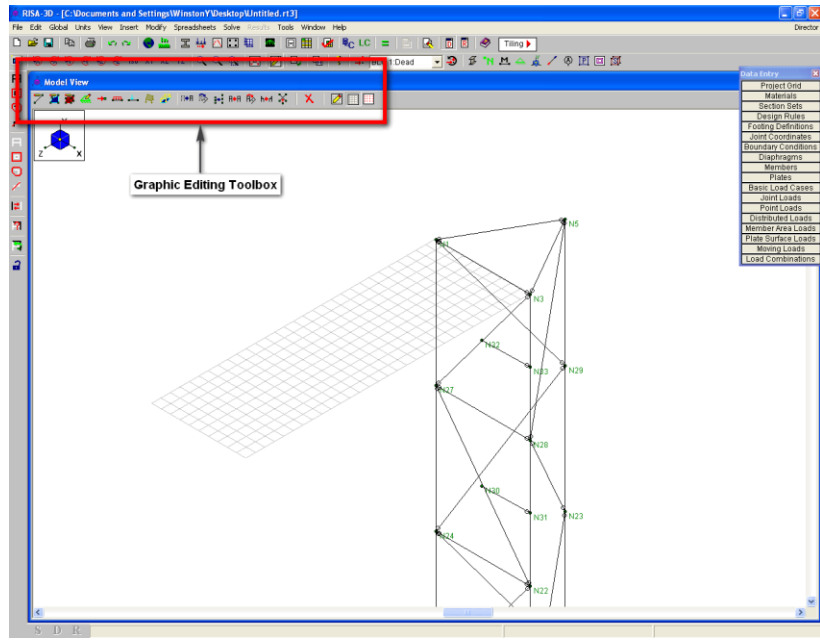 RISA-3D - [C:\Documents and Settings\WinstonY\Desktop\Untitled.rt3]
File Edit Global Units View Insert Modify Spreadsheets Solve Results Tools Window Help
Director
LC
Tiling
Dead
Model View
Data Entry
Project Grid
Materials
Section Sets
Design Rules
Footing Definitions
Joint Coordinates
Boundary Conditions
Diaphragms
Members
Plates
Basic Load Cases
Joint Loads
Point Loads
Distributed Loads
Member Area Loads
Plate Surface Loads
Moving Loads
Load Combinations
Y
Z X
Graphic Editing Toolbox
N1
N5
N3
N32
N33
N29
N27
N28
N30
N31
N23
N24
N22
S D R